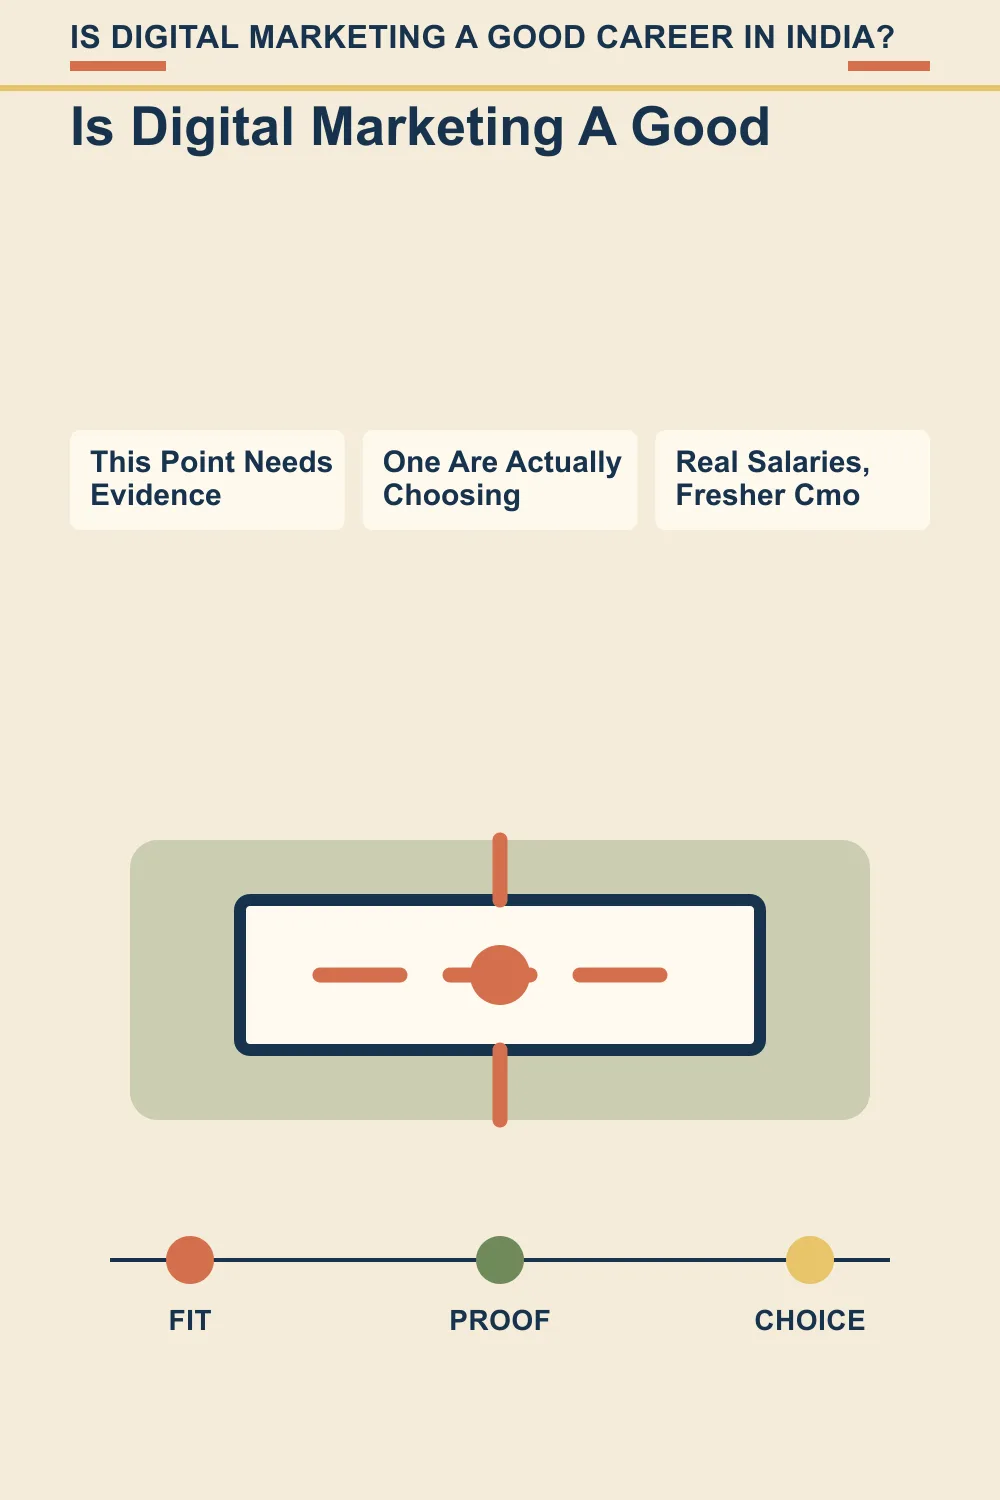 IS DIGITAL MARKETING A GOOD CAREER IN INDIA?
Is Digital Marketing A Good
This Point Needs
Evidence
One Are Actually
Choosing
Real Salaries,
Fresher Cmo
FIT
PROOF
CHOICE